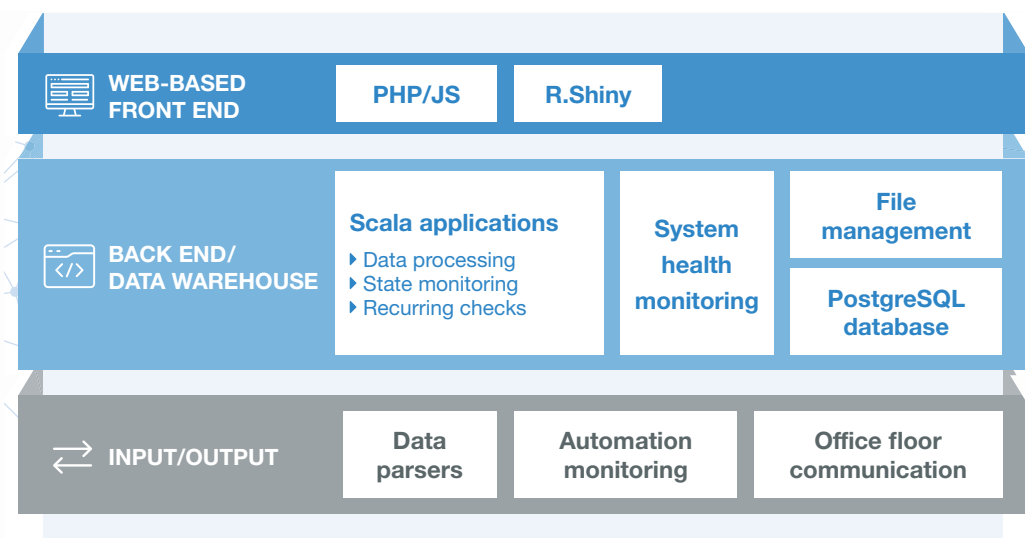 WEB-BASED
FRONT END
PHP/JS
R.Shiny
BACK END/
DATA WAREHOUSE
Scala applications
Data processing
State monitoring
Recurring checks
System
health
monitoring
File
management
PostgreSQL
database
INPUT/OUTPUT
Data
parsers
Automation
monitoring
Office floor
communication